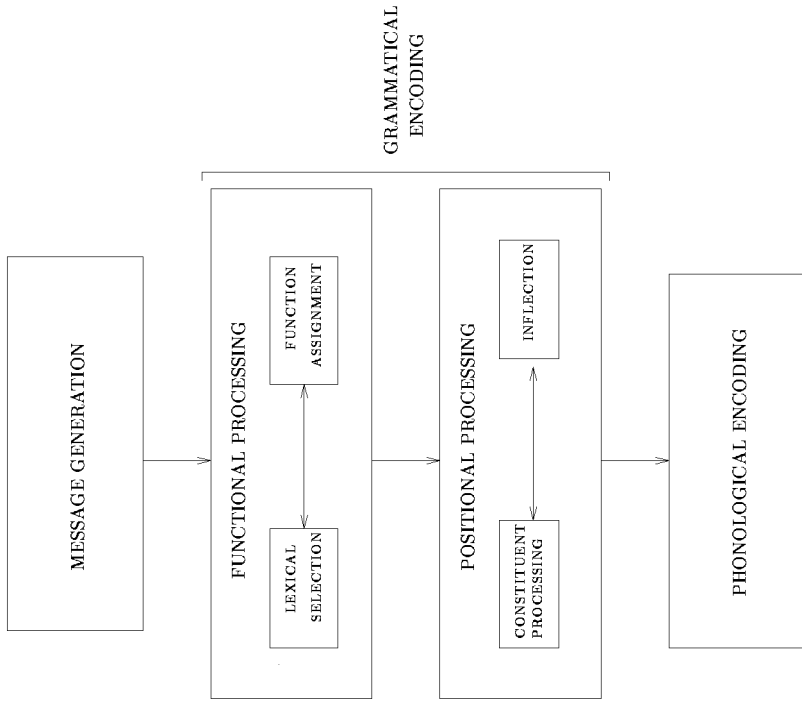 MESSAGE GENERATION
FUNCTIONAL PROCESSING
LEXICAL
SELECTION
FUNCTION
ASSIGNMENT
POSITIONAL PROCESSING
CONSTITUENT
PROCESSING
INFLECTION
PHONOLOGICAL ENCODING
GRAMMATICAL
ENCODING